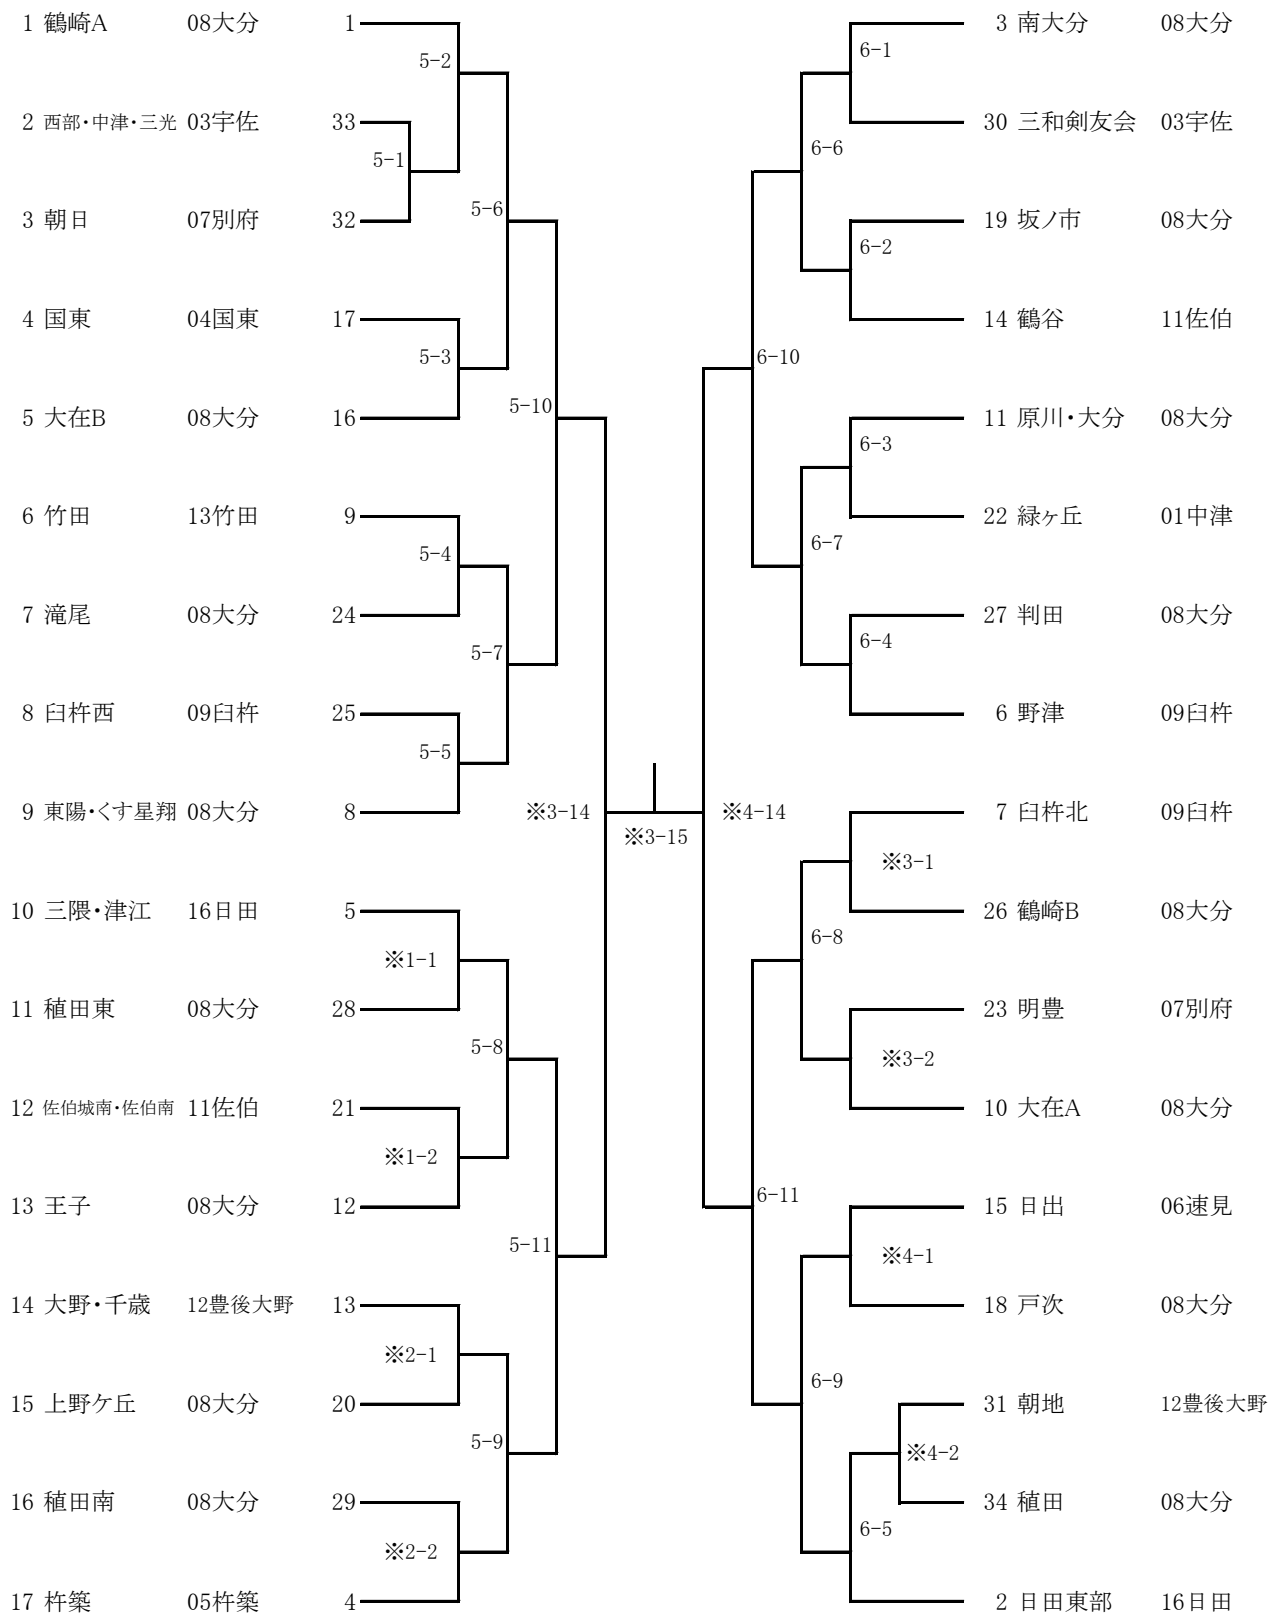 1 鶴崎A 08大分 1 3 南大分 08大分
5-2 6-1
2 西部・中津・三光 03宇佐 33 30 三和剣友会 03宇佐
5-1 6-6
3 朝日 07別府 32 5-6 19 坂ノ市 08大分
6-2
4 国東 04国東 17 14 鶴谷 11佐伯
5-3 6-10
5 大在B 08大分 16 5-10 11 原川・大分 08大分
6-3
6 竹田 13竹田 9 22 緑ヶ丘 01中津
5-4 6-7
7 滝尾 08大分 24 27 判田 08大分
5-7 6-4
8 臼杵西 09臼杵 25 6 野津 09臼杵
5-5
9 東陽・くす星翔 08大分 8 ※3-14 ※4-14 7 臼杵北 09臼杵
※3-15
※3-1
10 三隈・津江 16日田 5 26 鶴崎B 08大分
6-8
※1-1
11 稙田東 08大分 28 23 明豊 07別府
5-8 ※3-2
12 佐伯城南・佐伯南 11佐伯 21 10 大在A 08大分
※1-2 6-11
13 王子 08大分 12 15 日出 06速見
5-11 ※4-1
14 大野・千歳 12豊後大野 13 18 戸次 08大分
※2-1 6-9
15 上野ケ丘 08大分 20 31 朝地 12豊後大野
5-9 ※4-2
16 稙田南 08大分 29 34 稙田 08大分
6-5
※2-2
17 杵築 05杵築 4 2 日田東部 16日田